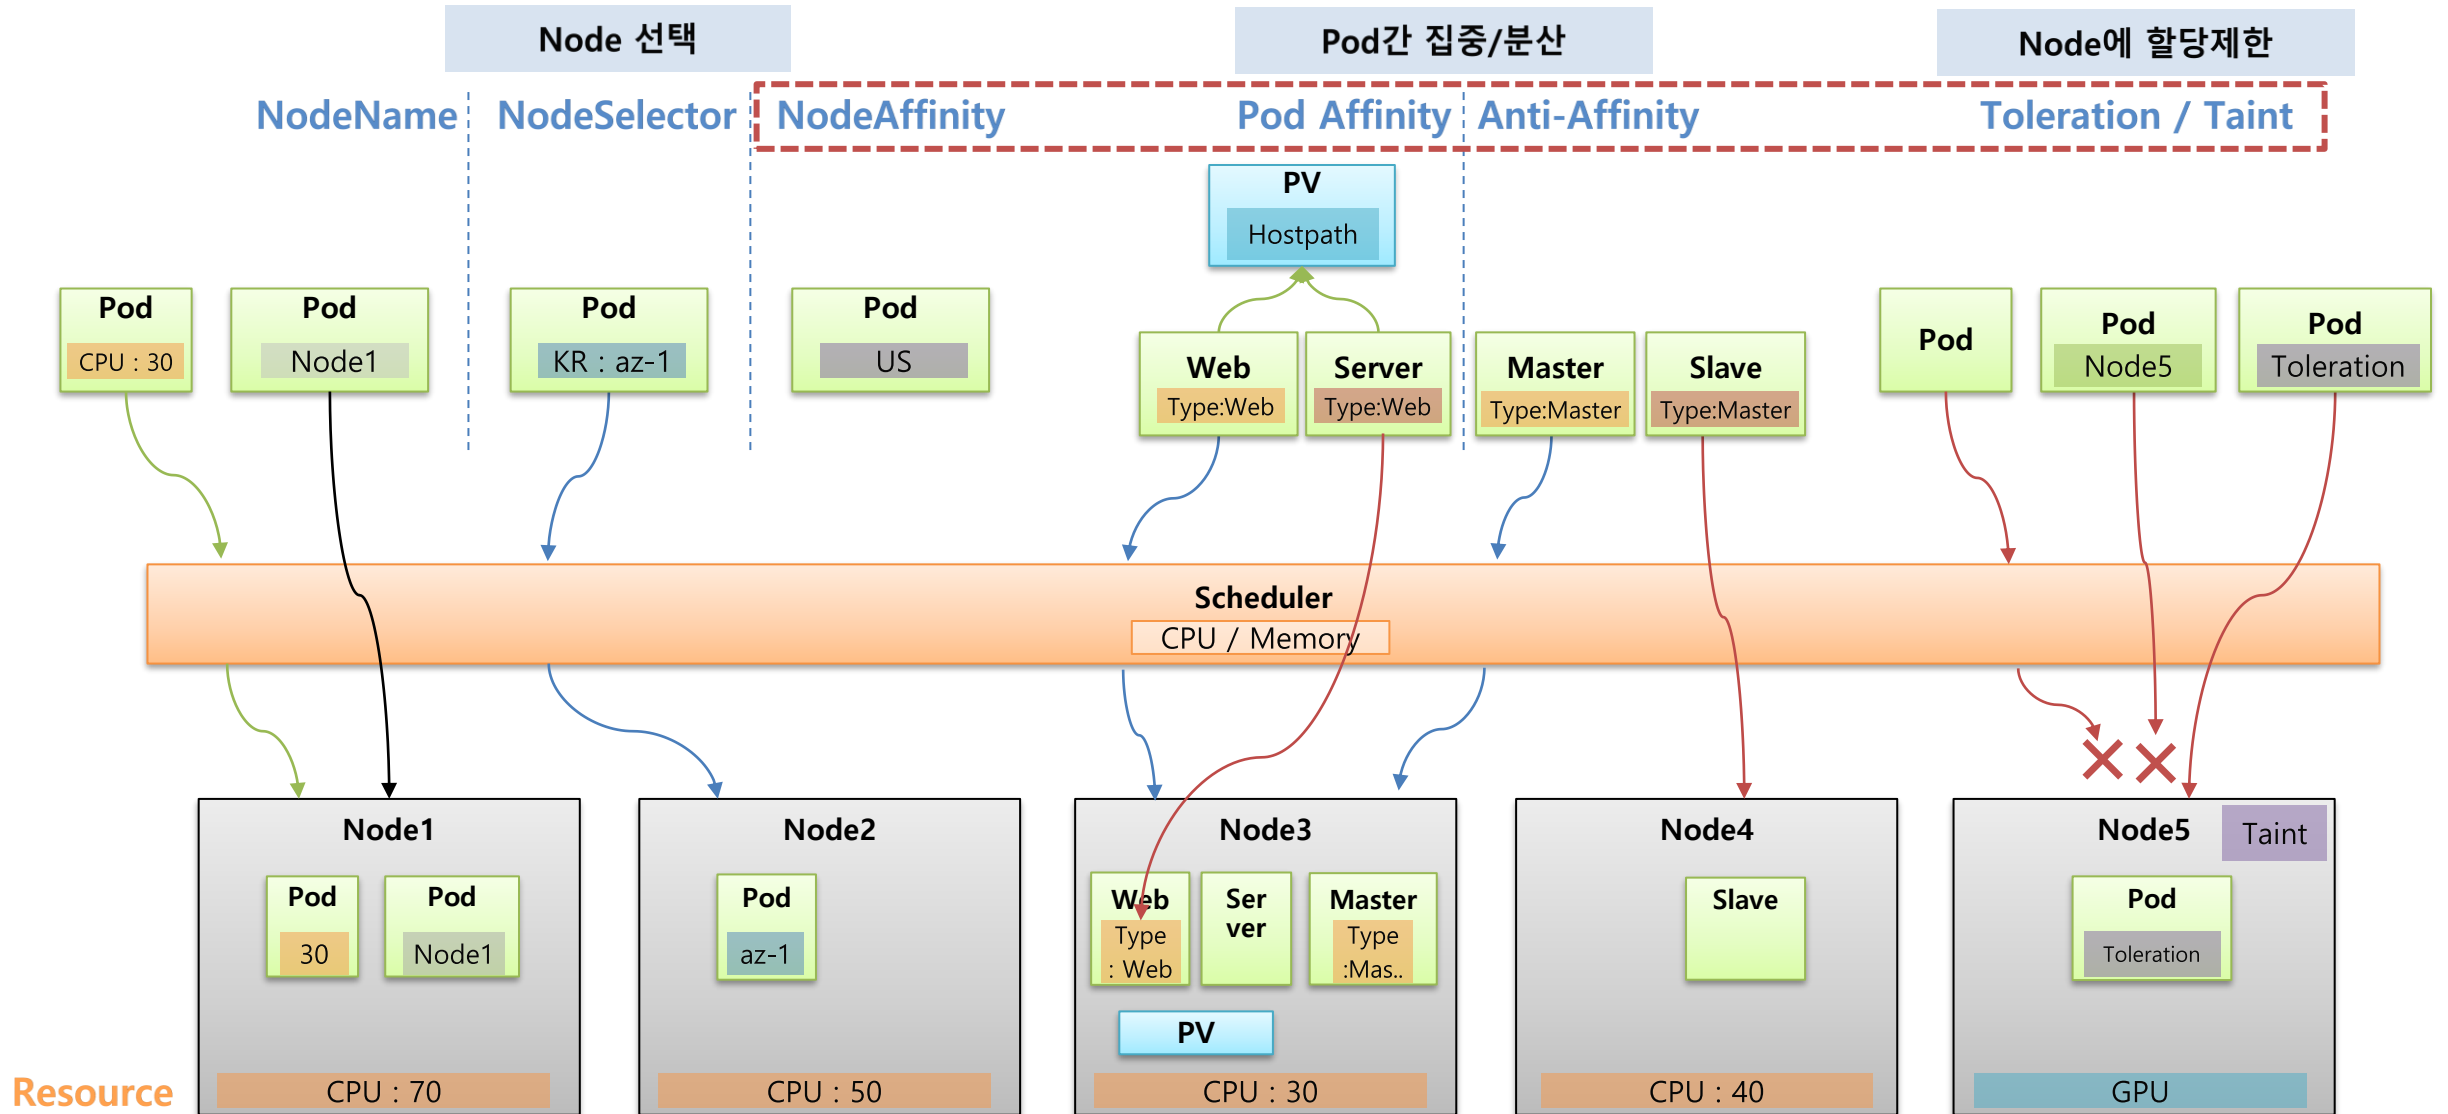 Node 선택
Pod간 집중/분산
Node에 할당제한
NodeName
NodeSelector
NodeAffinity
Pod Affinity
Anti-Affinity
Toleration / Taint
PV
Hostpath
Pod
CPU : 30
Pod
Node1
Pod
KR : az-1
Pod
US
Web
Type:Web
Server
Type:Web
Master
Type:Master
Slave
Type:Master
Pod
Pod
Node5
Pod
Toleration
Scheduler
CPU / Memory
Node1
Pod
30
Pod
Node1
CPU : 70
Node2
Pod
az-1
CPU : 50
Node3
Web
Type
: Web
Ser
ver
Master
Type
:Mas..
PV
CPU : 30
Node4
Slave
CPU : 40
Node5
Taint
Pod
Toleration
GPU
Resource